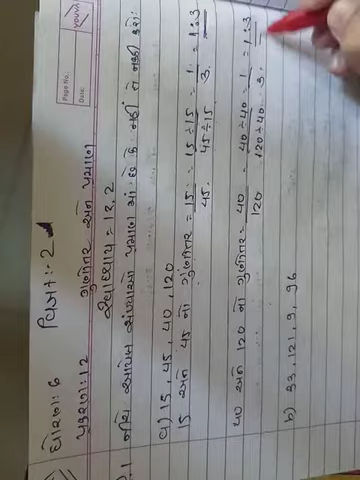 Page No.
Date
YOUVA
ધોરણ : 6
વિષય :- 2
પ્રકરણ : 12 ગુણોત્તર અને પ્રમાણ
સ્વાધ્યાય = 12.2
1 નીચે આપેલ સંખ્યાઓ પ્રમાણ માં છે કે નહીં તે નક્કી કરો.
a) 15, 45, 40, 120
15 અને 45 નો ગુણોત્તર = 15/45 = 15÷15/45÷15 = 1/3 = 1:3
40 અને 120 નો ગુણોત્તર = 40/120 = 40÷40/120÷40 = 1/3 = 1:3
b) 33, 121, 9, 96